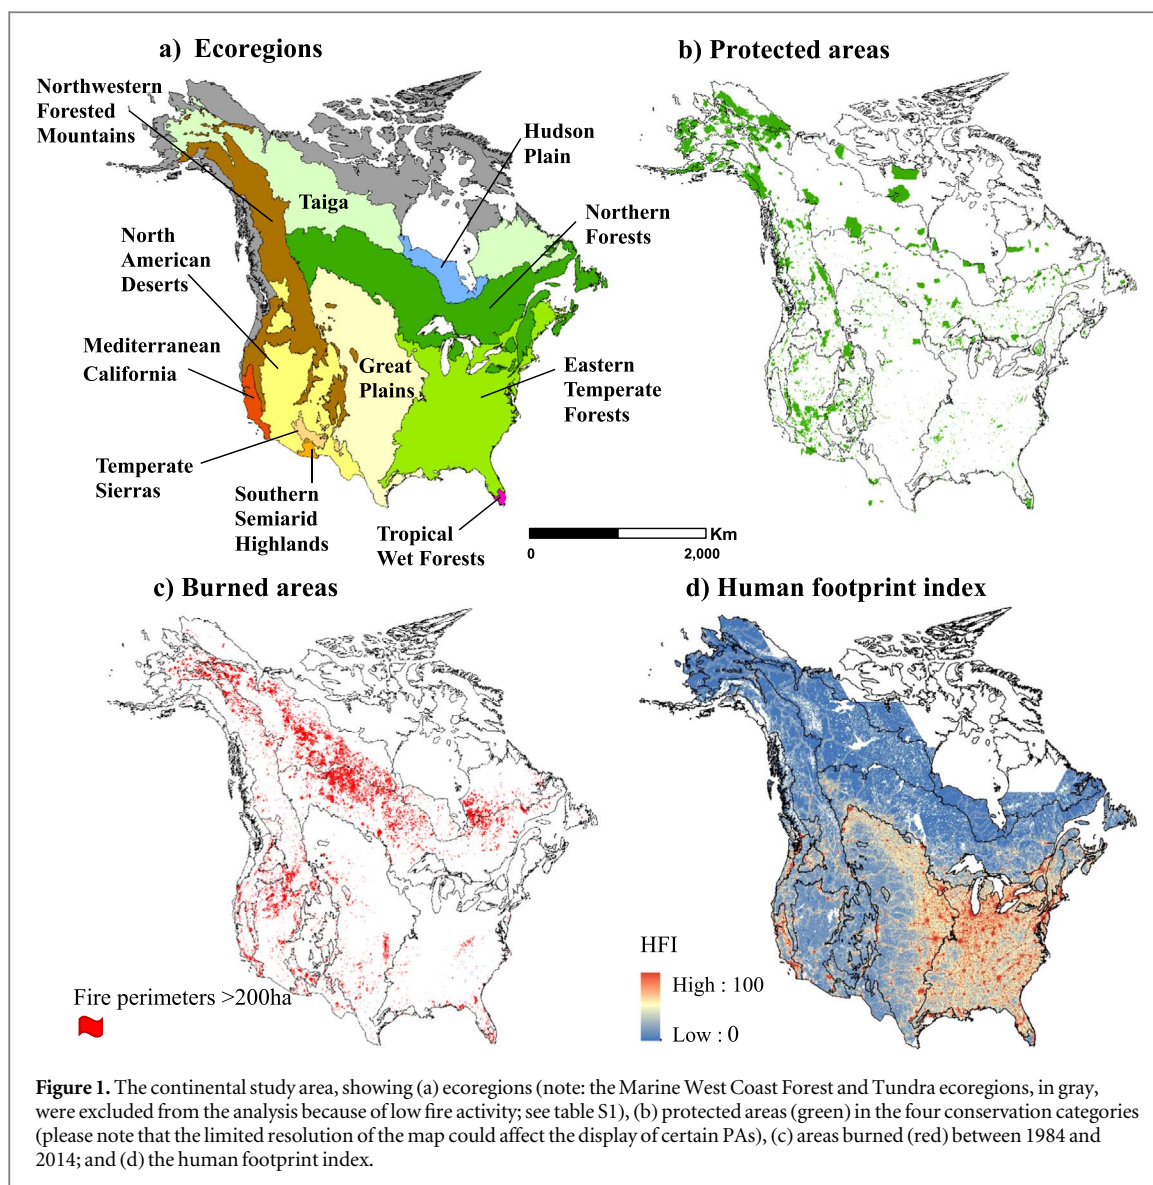 a) Ecoregions
b) Protected areas
Northwestern
Forested
Mountains
Hudson
Plain
Taiga
Northern
Forests
North
American
Deserts
Mediterranean
California
Great
Plains
Eastern
Temperate
Forests
Temperate
Sierras
Southern
Semiarid
Highlands
Tropical
Wet Forests
Km
0 2,000
c) Burned areas
d) Human footprint index
Fire perimeters >200ha
HFI
High : 100
Low : 0
Figure 1. The continental study area, showing (a) ecoregions (note: the Marine West Coast Forest and Tundra ecoregions, in gray,
were excluded from the analysis because of low fire activity; see table S1), (b) protected areas (green) in the four conservation categories
(please note that the limited resolution of the map could affect the display of certain PAs), (c) areas burned (red) between 1984 and
2014; and (d) the human footprint index.